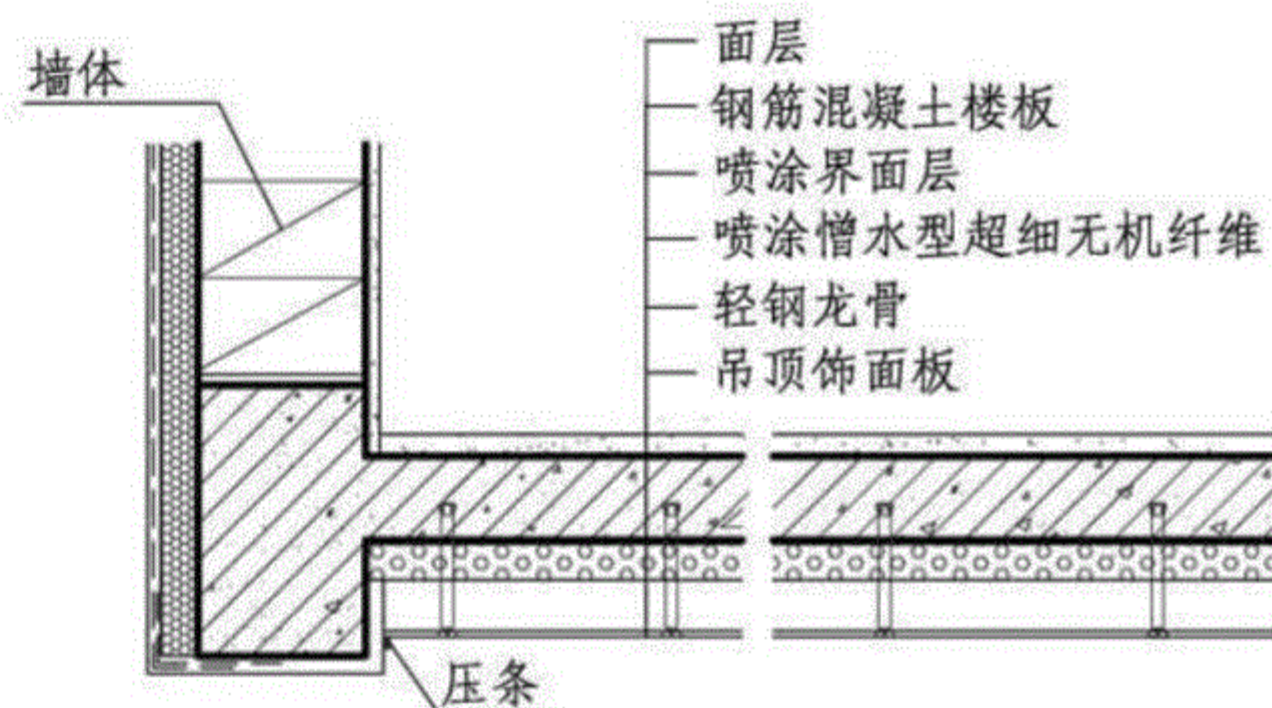 墙体
面层
钢筋混凝土楼板
喷涂界面层
喷涂憎水型超细无机纤维
轻钢龙骨
吊顶饰面板
压条